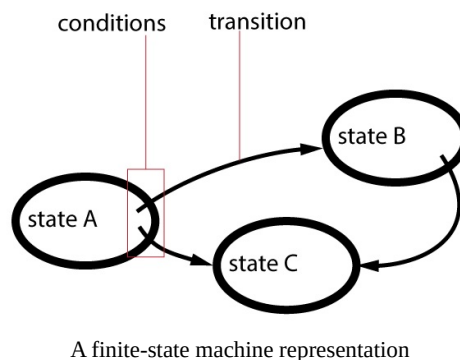 conditions
transition
state B
state A
state C
A finite-state machine representation